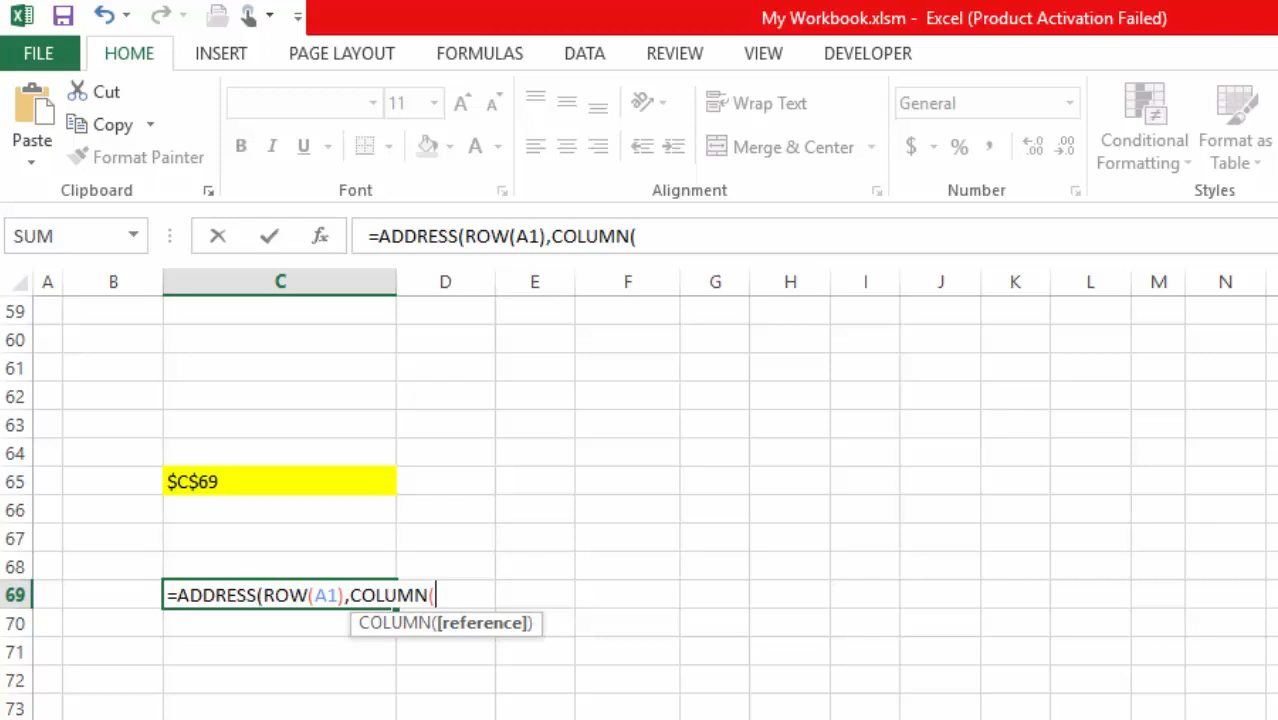 My Workbook.xlsm - Excel (Product Activation Failed)
FILE HOME INSERT PAGE LAYOUT FORMULAS DATA REVIEW VIEW DEVELOPER
Cut
Copy
Format Painter
Paste
11
B I U
A A
A
Wrap Text
Merge & Center
General
$ % ,
.00 .00
Conditional Formatting
Format as Table
Clipboard Font Alignment Number Styles
SUM fx =ADDRESS(ROW(A1),COLUMN(
A B C D E F G H I J K L M N
59
60
61
62
63
64
65 $C$69
66
67
68
69 =ADDRESS(ROW(A1),COLUMN(
70 COLUMN([reference])
71
72
73